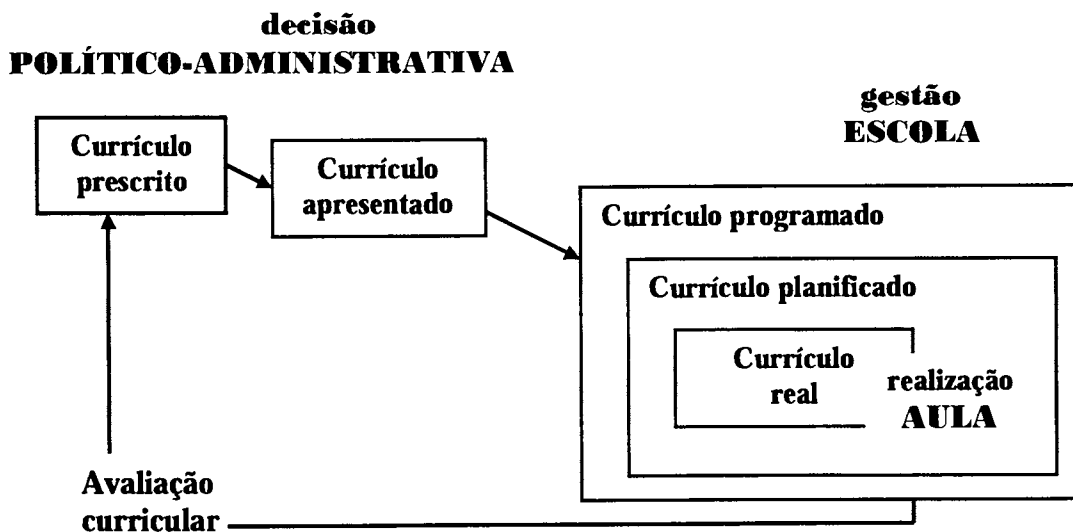 decisão
POLÍTICO-ADMINISTRATIVA
gestão
ESCOLA
Currículo
prescrito
Currículo
apresentado
Currículo programado
Currículo planificado
Currículo
real
realização
AULA
Avaliação
curricular